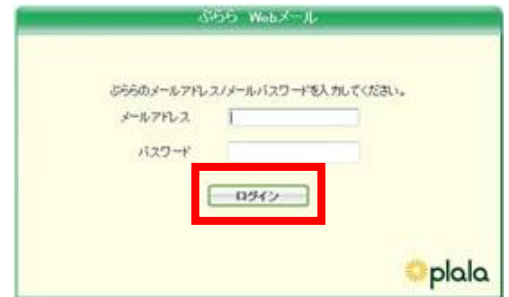 ぷらら Webメール
ぷららのメールアドレス/メールパスワードを入力してください。
メールアドレス
パスワード
ログイン
plala